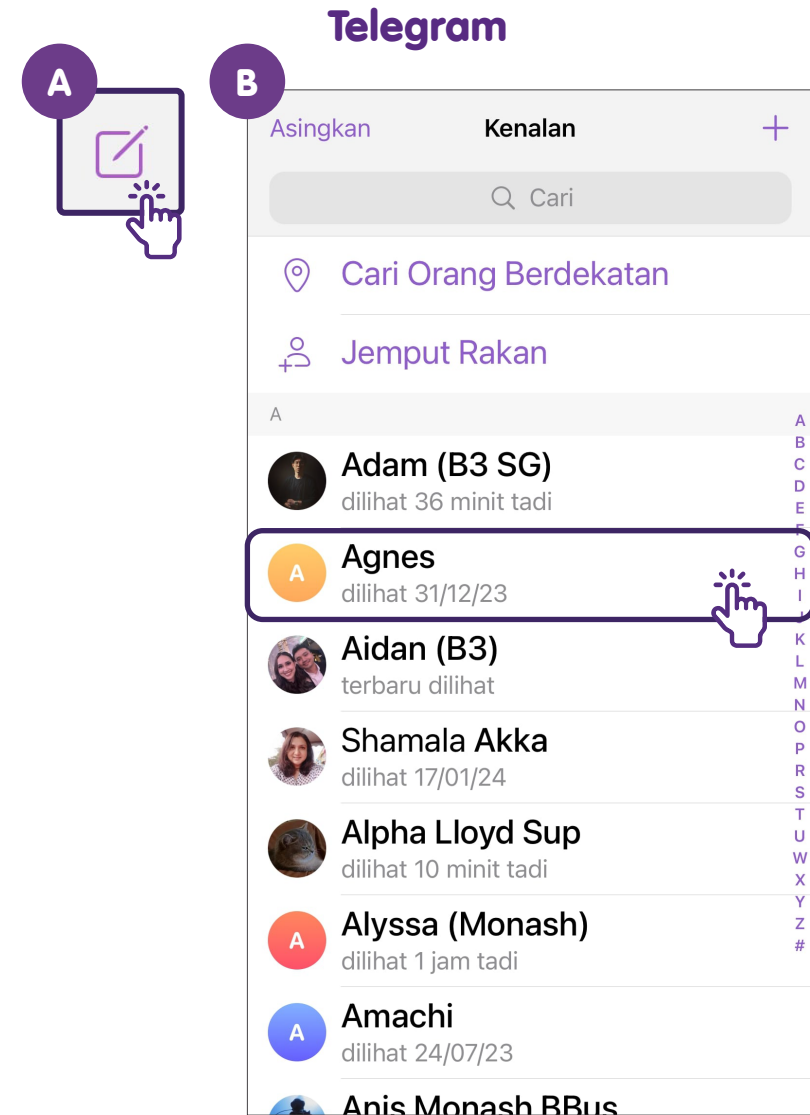 Telegram
A
B
Asingkan Kenalan +
Cari
Cari Orang Berdekatan
Jemput Rakan
A
Adam (B3 SG)
dilihat 36 minit tadi
A
Agnes
dilihat 31/12/23
Aidan (B3)
terbaru dilihat
Shamala Akka
dilihat 17/01/24
Alpha Lloyd Sup
dilihat 10 minit tadi
A
Alyssa (Monash)
dilihat 1 jam tadi
A
Amachi
dilihat 24/07/23
Anis Monash BBus
A
B
C
D
E
F
G
H
I
J
K
L
M
N
O
P
R
S
T
U
W
X
Y
Z
#